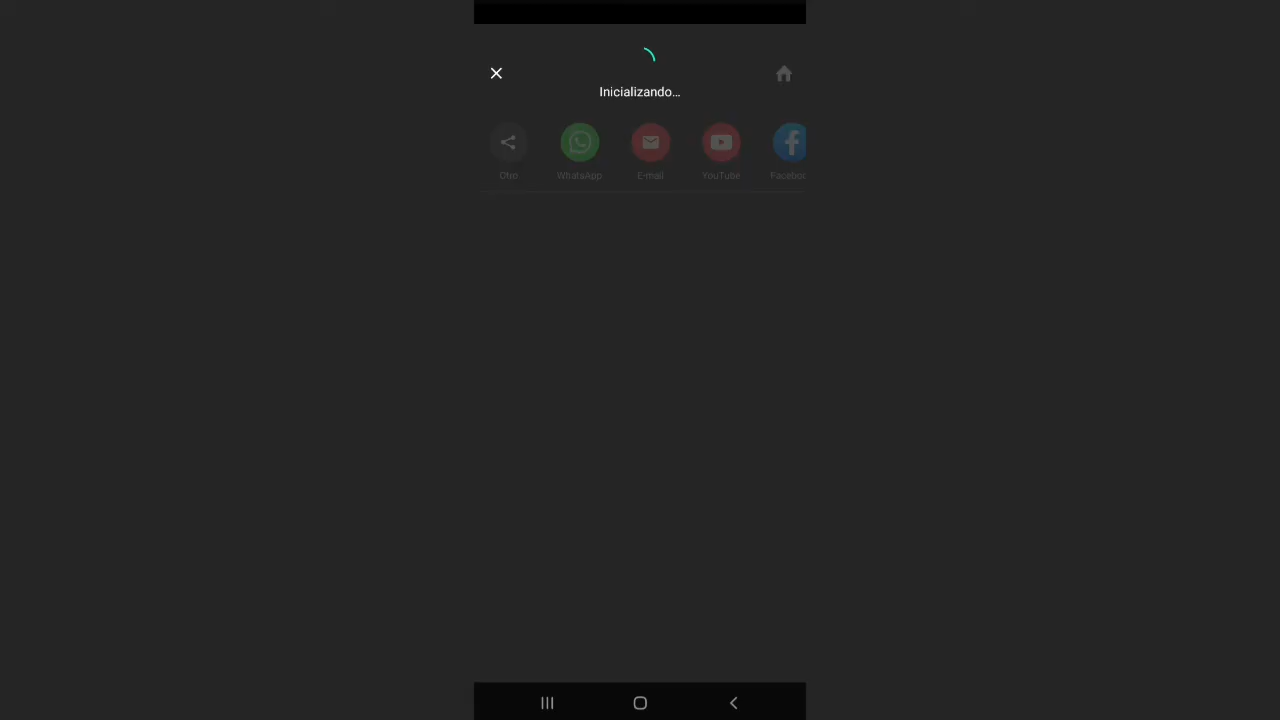 Inicializando...
Otro
WhatsApp
E-mail
YouTube
Faceboo